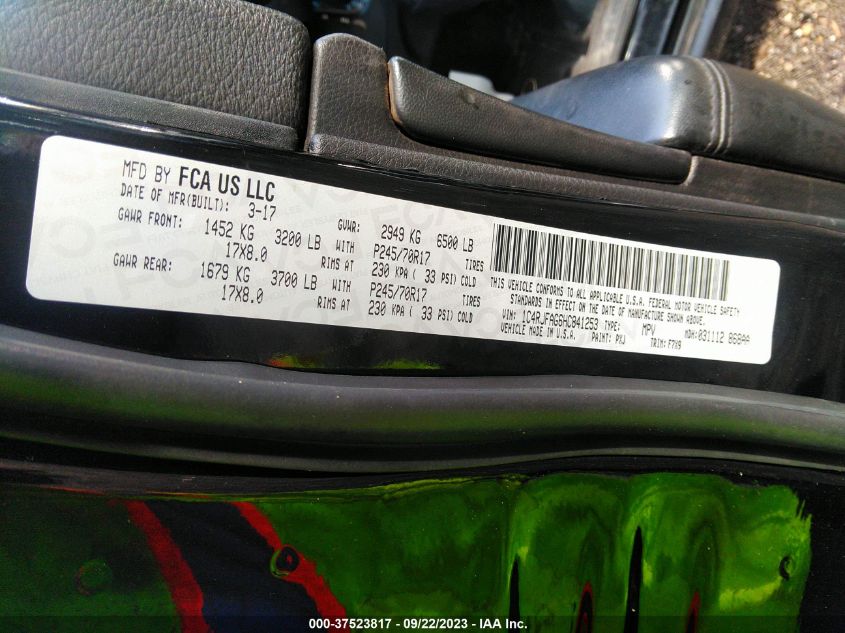 MFD BY FCA US LLC
DATE OF MFR(BUILT): 3-17 GVWR: 2949 KG 6500 LB
GAWR FRONT: 1452 KG 3200 LB WITH P245/70R17 TIRES
17X8.0 RIMS AT 230 KPA ( 33 PSI) COLD
GAWR REAR: 1679 KG 3700 LB WITH P245/70R17 TIRES
17X8.0 RIMS AT 230 KPA ( 33 PSI) COLD
THIS VEHICLE CONFORMS TO ALL APPLICABLE U.S.A. FEDERAL MOTOR VEHICLE SAFETY
STANDARDS IN EFFECT ON THE DATE OF MANUFACTURE SHOWN ABOVE.
VIN: 1C4RJFAG6HC841253 TYPE: MPV MDH: 031112 868AA
VEHICLE MADE IN U.S.A. PAINT: PXJ TRIM: F7X9
000-37523817 - 09/22/2023 - IAA Inc.